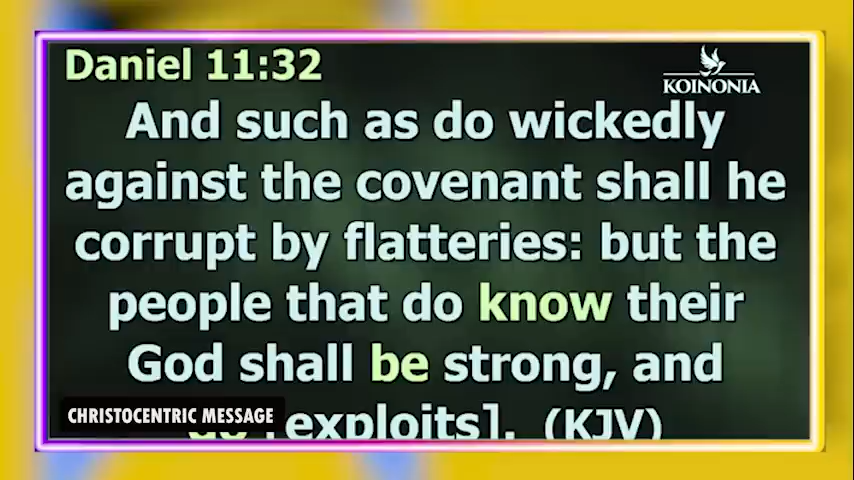 Daniel 11:32
KOINONIA
And such as do wickedly
against the covenant shall he
corrupt by flatteries: but the
people that do know their
God shall be strong, and
CHRISTOCENTRIC MESSAGE
[exploits]. (KJV)